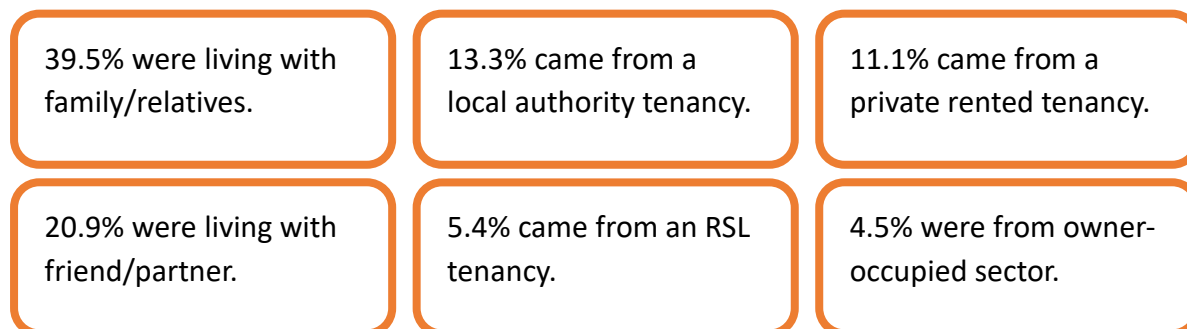 39.5% were living with
family/relatives.
13.3% came from a
local authority tenancy.
11.1% came from a
private rented tenancy.
20.9% were living with
friend/partner.
5.4% came from an RSL
tenancy.
4.5% were from owner-
occupied sector.